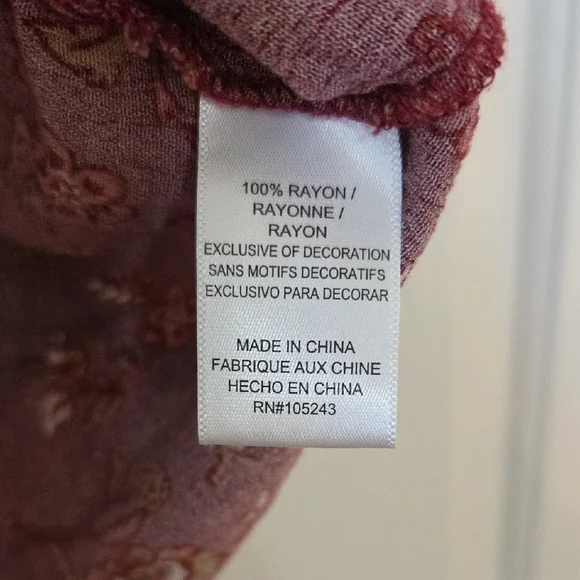 100% RAYON /
RAYONNE /
RAYON
EXCLUSIVE OF DECORATION
SANS MOTIFS DECORATIFS
EXCLUSIVO PARA DECORAR
MADE IN CHINA
FABRIQUE AUX CHINE
HECHO EN CHINA
RN#105243